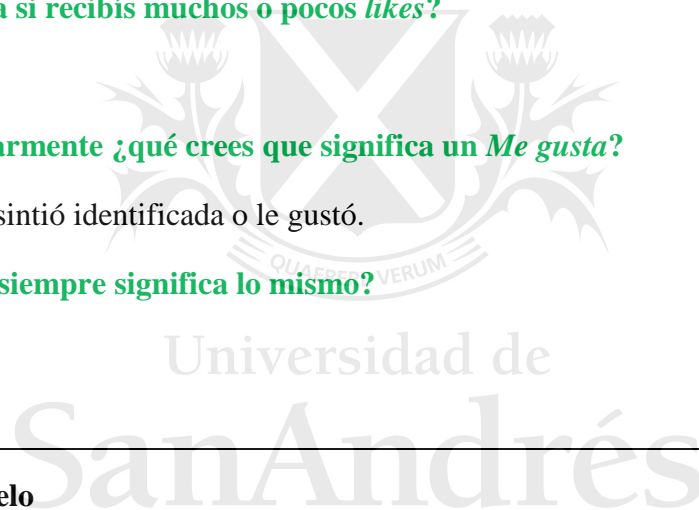 a si recibís muchos o pocos likes?
armente ¿qué crees que significa un Me gusta?
sintió identificada o le gustó.
QUAERERE VERUM
siempre significa lo mismo?
Universidad de
SanAndrés
elo